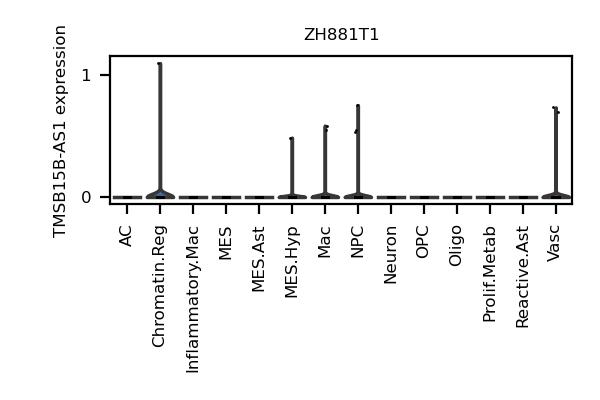 ZH881T1
TMSB15B-AS1 expression
1
0
AC
Chromatin.Reg
Inflammatory.Mac
MES
MES.Ast
MES.Hyp
Mac
NPC
Neuron
OPC
Oligo
Prolif.Metab
Reactive.Ast
Vasc